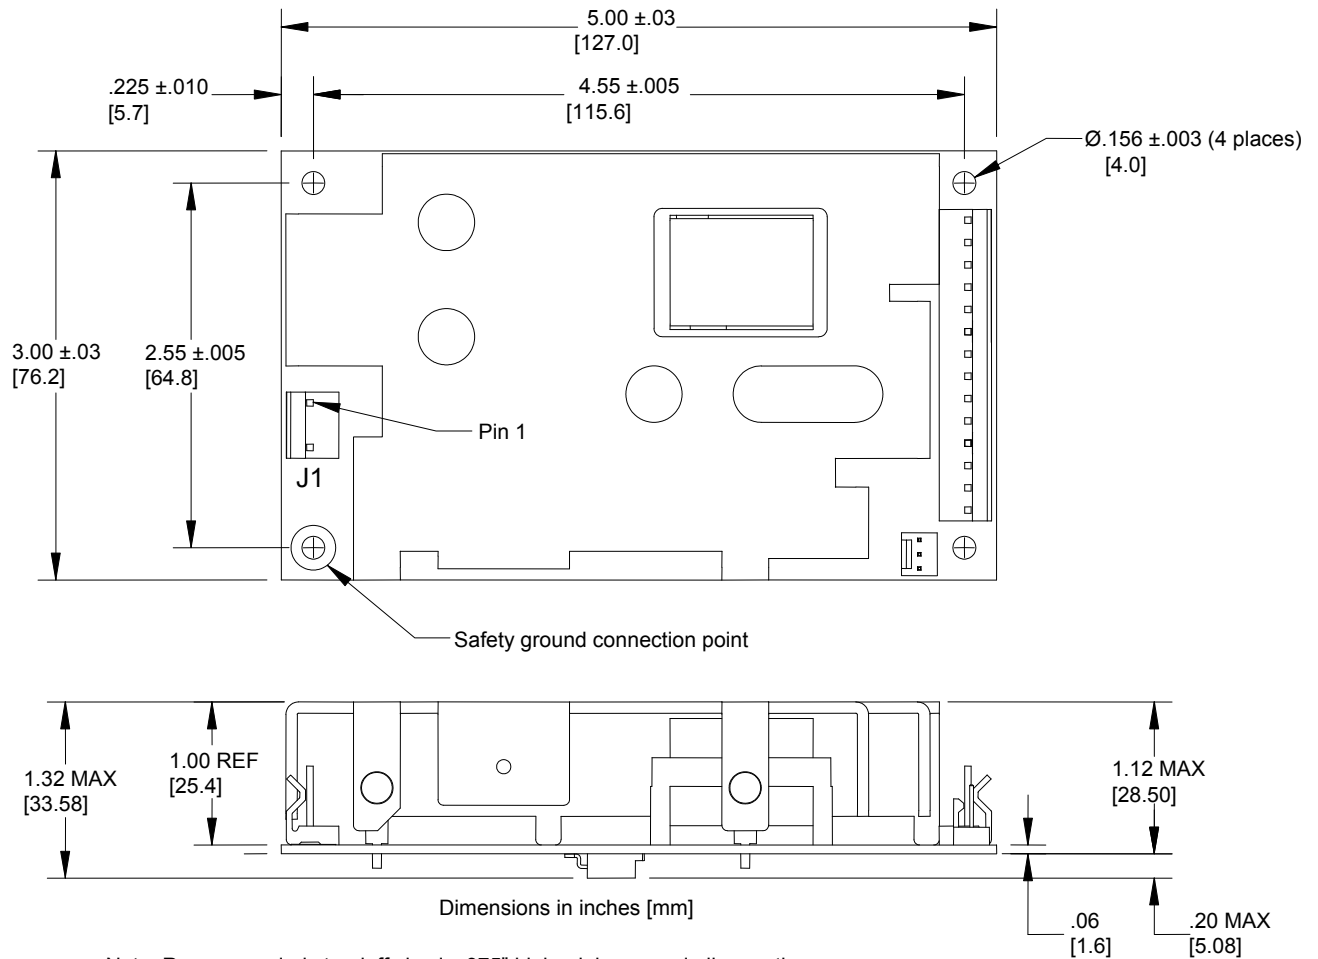 5.00 ±.03
[127.0]
.225 ±.010
[5.7]
4.55 ±.005
[115.6]
Ø.156 ±.003 (4 places)
[4.0]
3.00 ±.03
[76.2]
2.55 ±.005
[64.8]
Pin 1
J1
Safety ground connection point
1.32 MAX
[33.58]
1.00 REF
[25.4]
1.12 MAX
[28.50]
Dimensions in inches [mm]
.06
[1.6]
.20 MAX
[5.08]